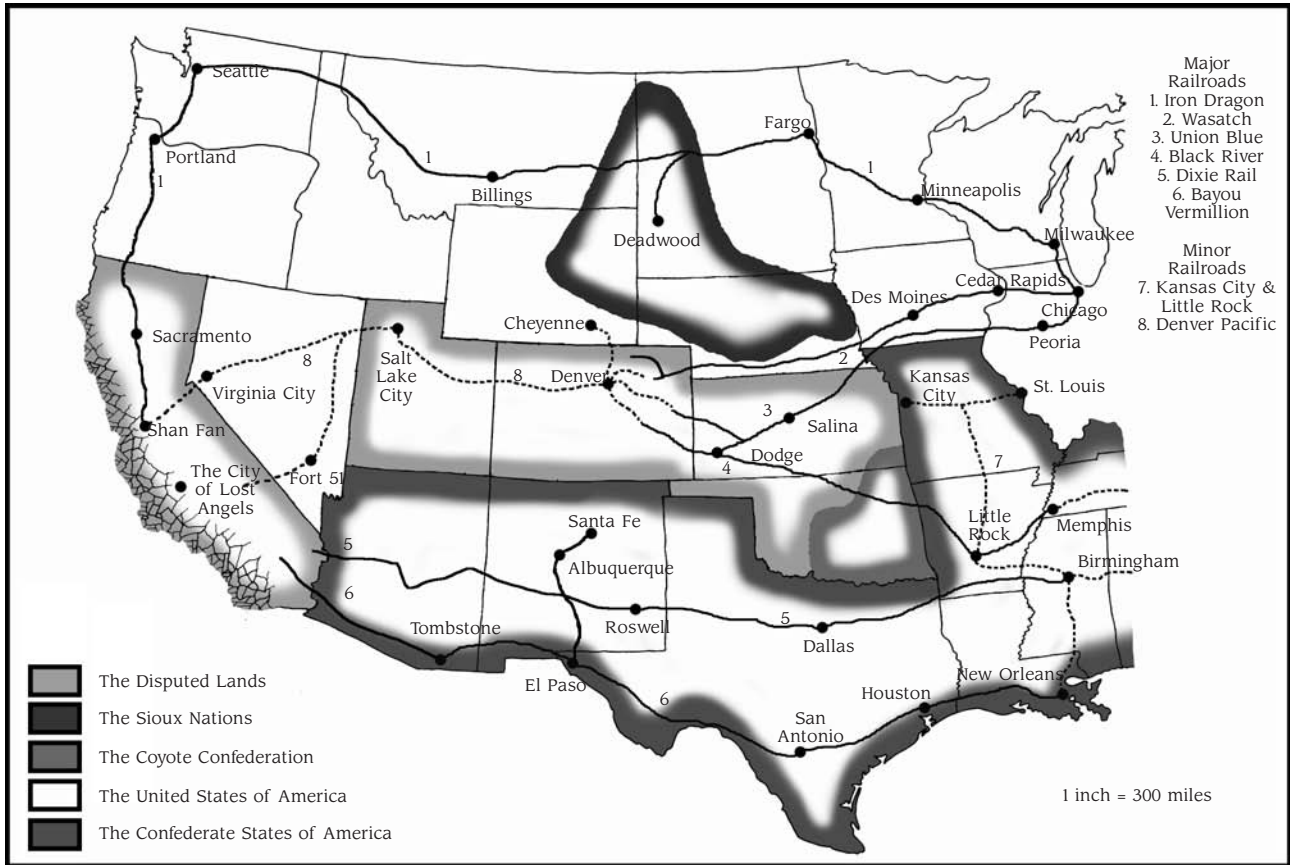 Seattle
Portland
1
1
Billings
Fargo
1
Minneapolis
Deadwood
Milwaukee
Cedar Rapids
Des Moines
Chicago
Peoria
Sacramento
Cheyenne
2
Virginia City
8
Salt
Lake
City
8
Denver
Kansas
City
St. Louis
3
Salina
Shan Fan
Dodge
4
7
The City
of Lost
Angels
Fort 51
Santa Fe
Little
Rock
Memphis
Albuquerque
Birmingham
5
6
Roswell
5
Dallas
Tombstone
El Paso
6
Houston
New Orleans
San
Antonio
Major
Railroads
1. Iron Dragon
2. Wasatch
3. Union Blue
4. Black River
5. Dixie Rail
6. Bayou
Vermillion
Minor
Railroads
7. Kansas City &
Little Rock
8. Denver Pacific
The Disputed Lands
The Sioux Nations
The Coyote Confederation
The United States of America
The Confederate States of America
1 inch = 300 miles